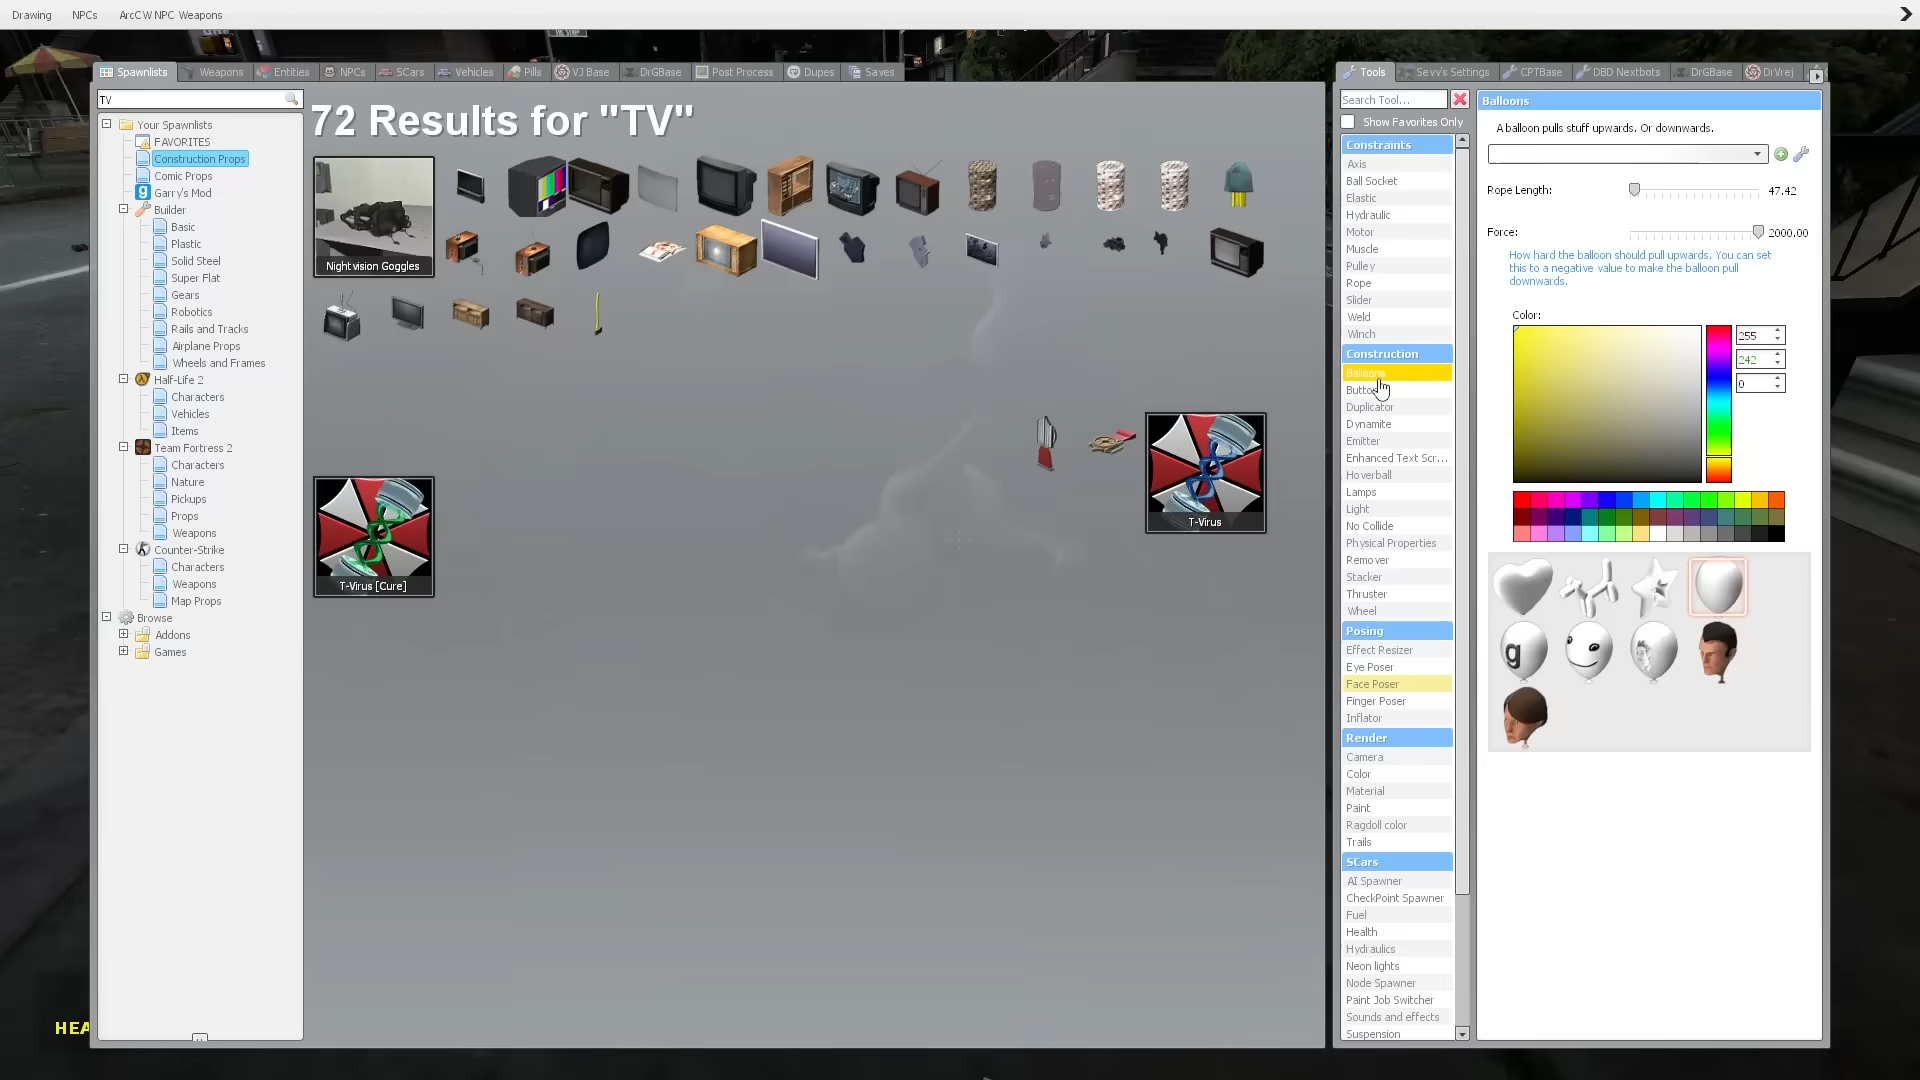 Drawing NPCs ArcCW NPC Weapons
Spawnlists Weapons Entities NPCs SCars Vehicles Pills VJ Base DrGBase Post Process Dupes Saves
TV
Your Spawnlists
FAVORITES
Construction Props
Comic Props
Garry's Mod
Builder
Basic
Plastic
Solid Steel
Super Flat
Gears
Robotics
Rails and Tracks
Airplane Props
Wheels and Frames
Half-Life 2
Characters
Vehicles
Items
Team Fortress 2
Characters
Nature
Pickups
Props
Weapons
Counter-Strike
Characters
Weapons
Map Props
Browse
Addons
Games
HEA
72 Results for "TV"
Nightvision Goggles
T-Virus
T-Virus [Cure]
Tools Sevv's Settings CPTBase DBD Nextbots DrGBase DrVrej
Search Tool...
Show Favorites Only
Constraints
Axis
Ball Socket
Elastic
Hydraulic
Motor
Muscle
Pulley
Rope
Slider
Weld
Winch
Construction
Balloons
Butto
Duplicator
Dynamite
Emitter
Enhanced Text Scr...
Hoverball
Lamps
Light
No Collide
Physical Properties
Remover
Stacker
Thruster
Wheel
Posing
Effect Resizer
Eye Poser
Face Poser
Finger Poser
Inflator
Render
Camera
Color
Material
Paint
Ragdoll color
Trails
SCars
AI Spawner
CheckPoint Spawner
Fuel
Health
Hydraulics
Neon lights
Node Spawner
Paint Job Switcher
Sounds and effects
Suspension
Balloons
A balloon pulls stuff upwards. Or downwards.
Rope Length: 47.42
Force: 2000.00
How hard the balloon should pull upwards. You can set
this to a negative value to make the balloon pull
downwards.
Color:
255
242
0
g